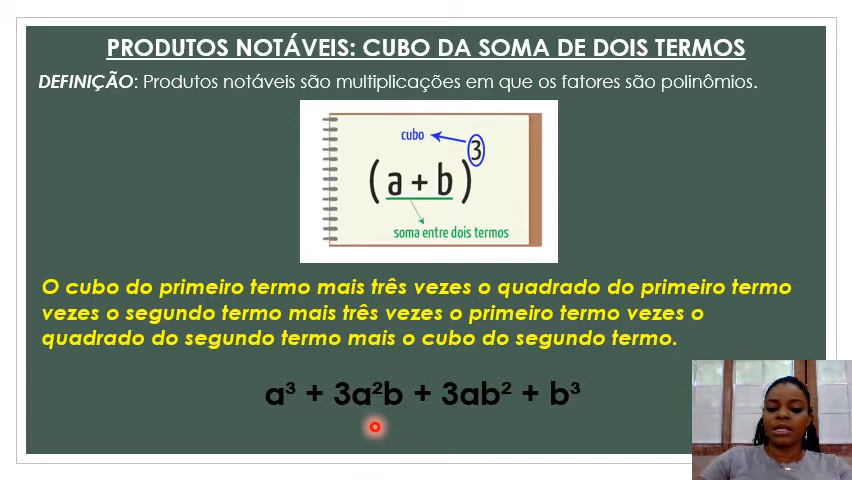 PRODUTOS NOTÁVEIS: CUBO DA SOMA DE DOIS TERMOS
DEFINIÇÃO: Produtos notáveis são multiplicações em que os fatores são polinômios.
cubo
(a + b)³
soma entre dois termos
O cubo do primeiro termo mais três vezes o quadrado do primeiro termo
vezes o segundo termo mais três vezes o primeiro termo vezes o
quadrado do segundo termo mais o cubo do segundo termo.
a³ + 3a²b + 3ab² + b³